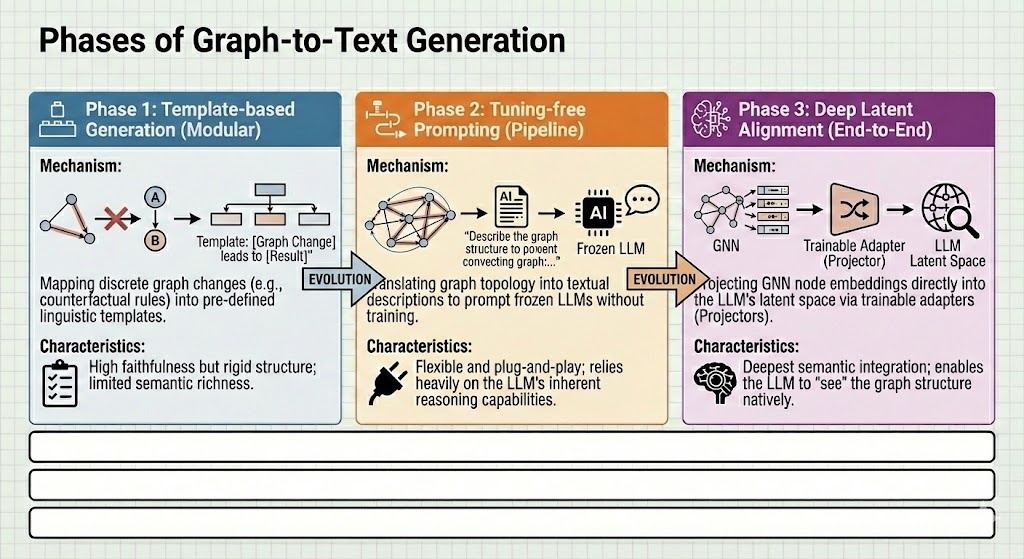 Phases of Graph-to-Text Generation
Phase 1: Template-based
Generation (Modular)
Mechanism:
A
B
Template: [Graph Change]
leads to [Result]"
Mapping discrete graph changes (e.g.,
counterfactual rules) into pre-defined
linguistic templates.
Characteristics:
High faithfulness but rigid structure;
limited semantic richness.
EVOLUTION
Phase 2: Tuning-free
Prompting (Pipeline)
Mechanism:
AI
"Describe the graph
structure to
convecting graph:..."
AI
Frozen LLM
ranslating graph topology into textual
descriptions to prompt frozen LLMs without
training.
Characteristics:
Flexible and plug-and-play; relies
heavily on the LLM's inherent
reasoning capabilities.
EVOLUTION
Phase 3: Deep Latent
Alignment (End-to-End)
Mechanism:
GNN
Trainable Adapter
(Projector)
LLM
Latent Space
ojecting GNN node embeddings directly into
the LLM's latent space via trainable adapters
(Projectors).
Characteristics:
Deepest semantic integration; enables
the LLM to "see" the graph structure
natively.